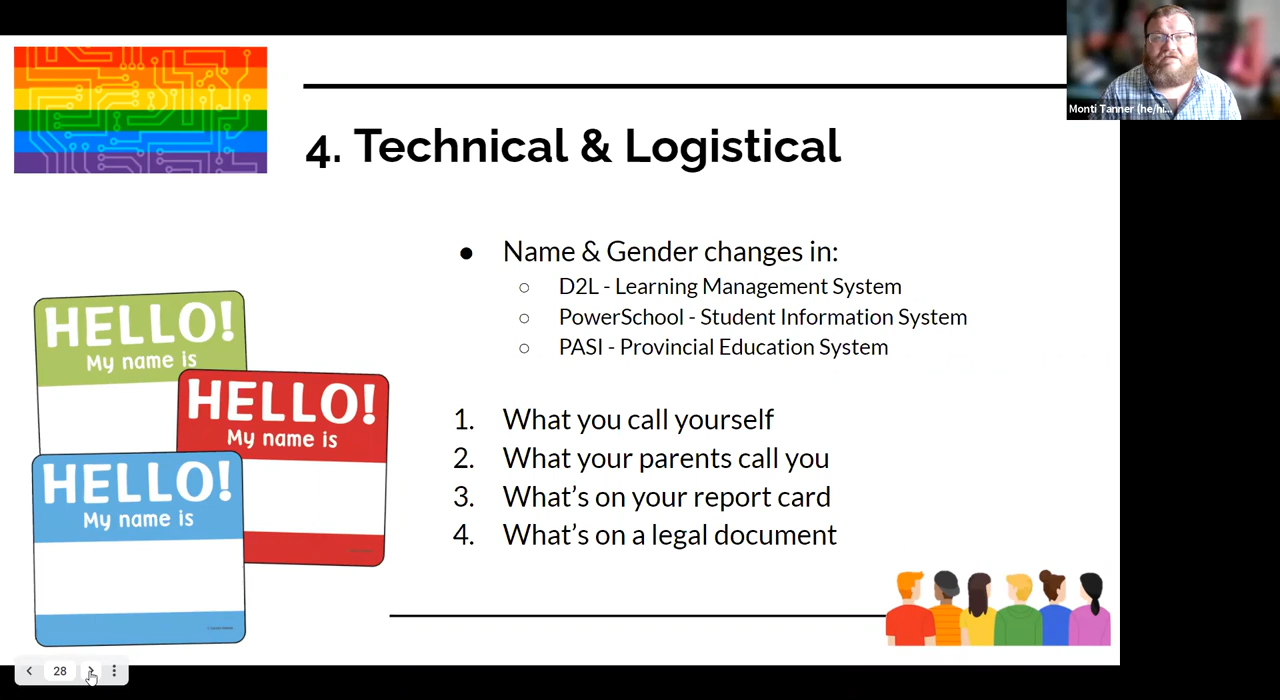 Monti Tanner (he/hi...
4. Technical & Logistical
● Name & Gender changes in:
○ D2L - Learning Management System
○ PowerSchool - Student Information System
○ PASI - Provincial Education System
1. What you call yourself
2. What your parents call you
3. What's on your report card
4. What's on a legal document
HELLO!
My name is
HELLO!
My name is
HELLO!
My name is
28